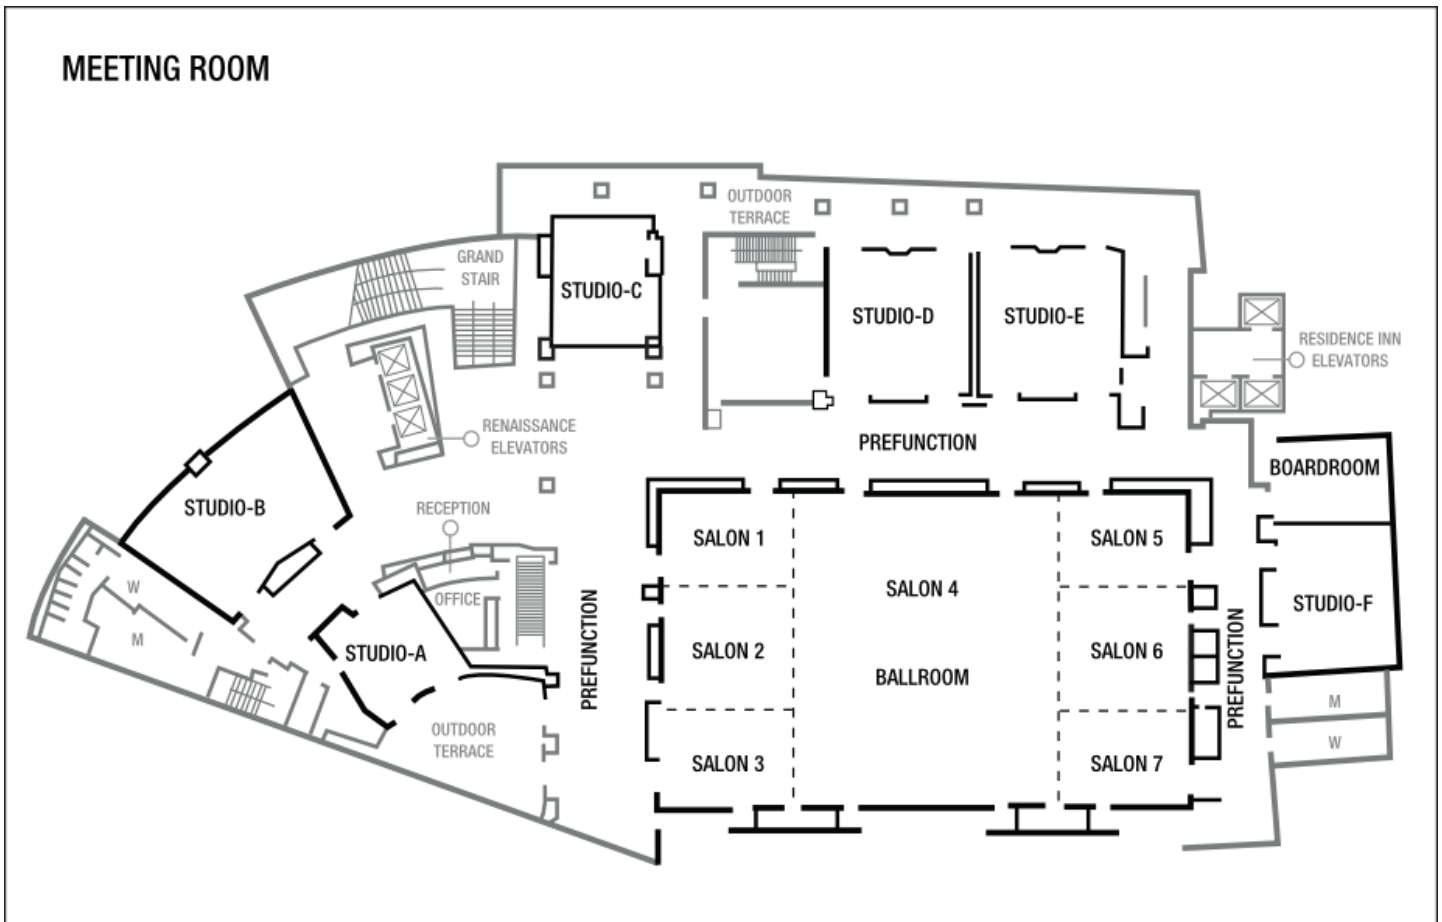 MEETING ROOM
OUTDOOR
TERRACE
GRAND
STAIR
STUDIO-C
STUDIO-D
STUDIO-E
RESIDENCE INN
ELEVATORS
RENAISSANCE
ELEVATORS
PREFUNCTION
BOARDROOM
STUDIO-B
RECEPTION
SALON 1
SALON 5
W
M
OFFICE
SALON 4
STUDIO-F
STUDIO-A
PREFUNCTION
SALON 2
BALLROOM
SALON 6
PREFUNCTION
M
W
OUTDOOR
TERRACE
SALON 3
SALON 7